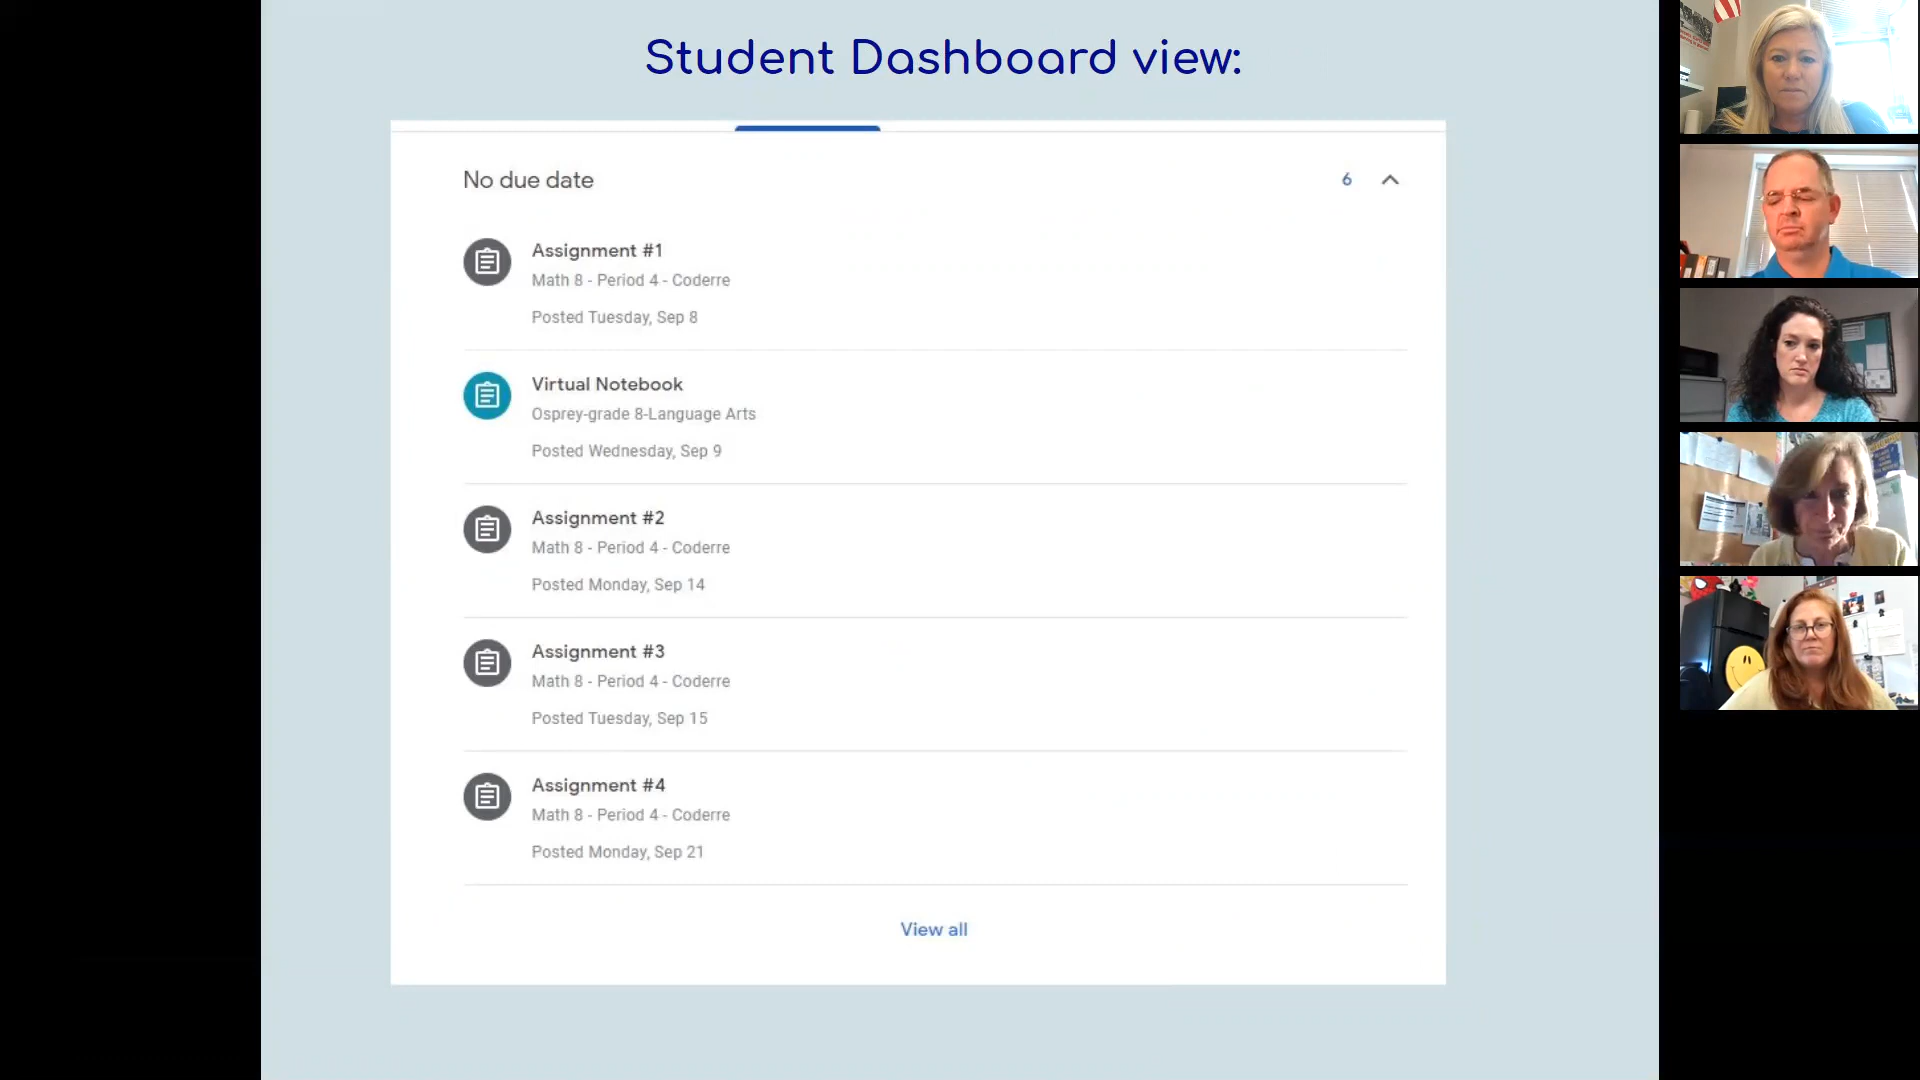 Student Dashboard view:
No due date
6
Assignment #1
Math 8 - Period 4 - Coderre
Posted Tuesday, Sep 8
Virtual Notebook
Osprey-grade 8-Language Arts
Posted Wednesday, Sep 9
Assignment #2
Math 8 - Period 4 - Coderre
Posted Monday, Sep 14
Assignment #3
Math 8 - Period 4 - Coderre
Posted Tuesday, Sep 15
Assignment #4
Math 8 - Period 4 - Coderre
Posted Monday, Sep 21
View all